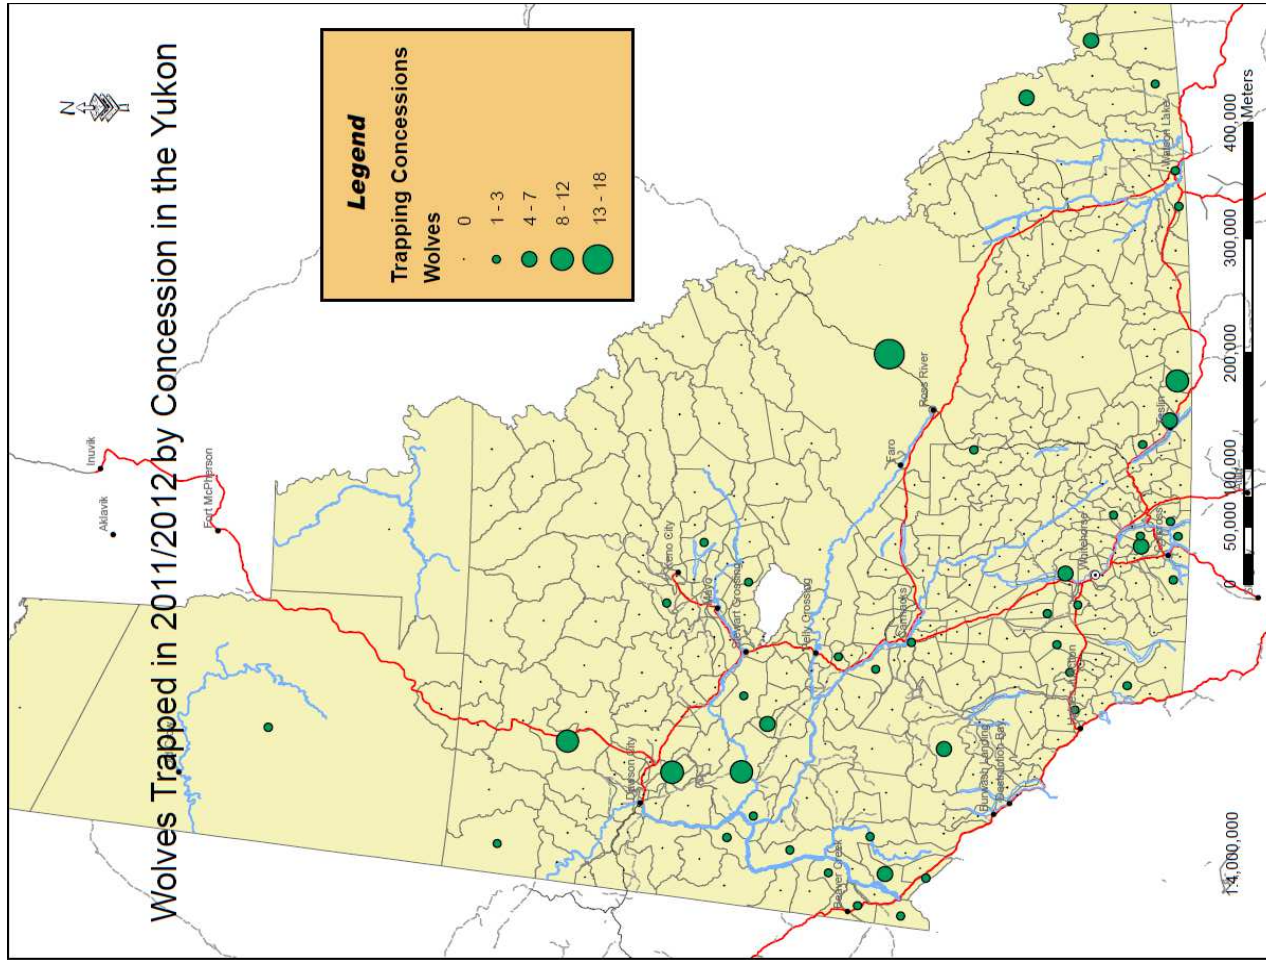 Wolves Trapped in 2011/2012 by Concession in the Yukon
N
Legend
Trapping Concessions
Wolves
0
1 - 3
4 - 7
8 - 12
13 - 18
Inuvik
Aklavik
Fort McPherson
Dawson City
Keno City
Mayo
Stewart Crossing
Pelly Crossing
Carmacks
Faro
Ross River
Beaver Creek
Burwash Landing
Destruction Bay
Whitehorse
Teslin
Watson Lake
1:4,000,000
0 50,000 100,000 200,000 300,000 400,000
Meters